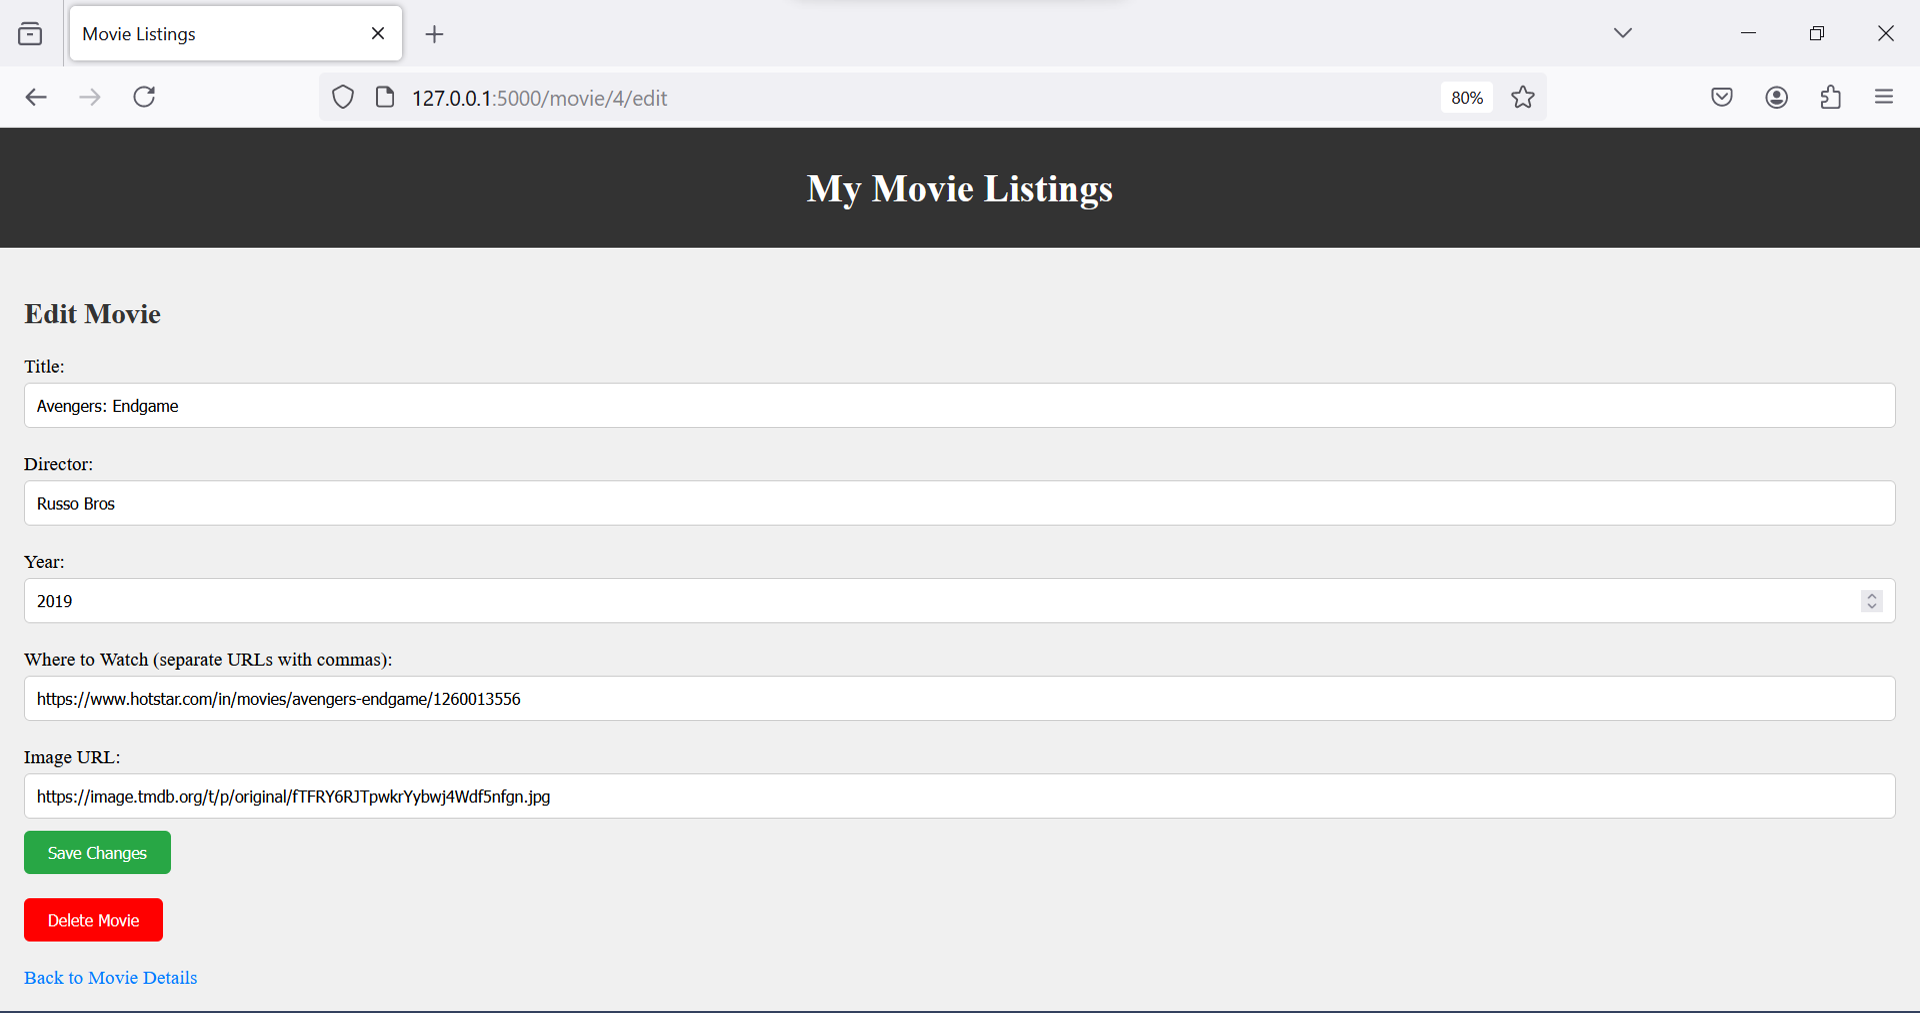 Movie Listings
127.0.0.1:5000/movie/4/edit
80%
My Movie Listings
Edit Movie
Title:
Avengers: Endgame
Director:
Russo Bros
Year:
2019
Where to Watch (separate URLs with commas):
https://www.hotstar.com/in/movies/avengers-endgame/1260013556
Image URL:
https://image.tmdb.org/t/p/original/fTFRY6RJTpwkrYybwj4Wdf5nfgn.jpg
Save Changes
Delete Movie
Back to Movie Details